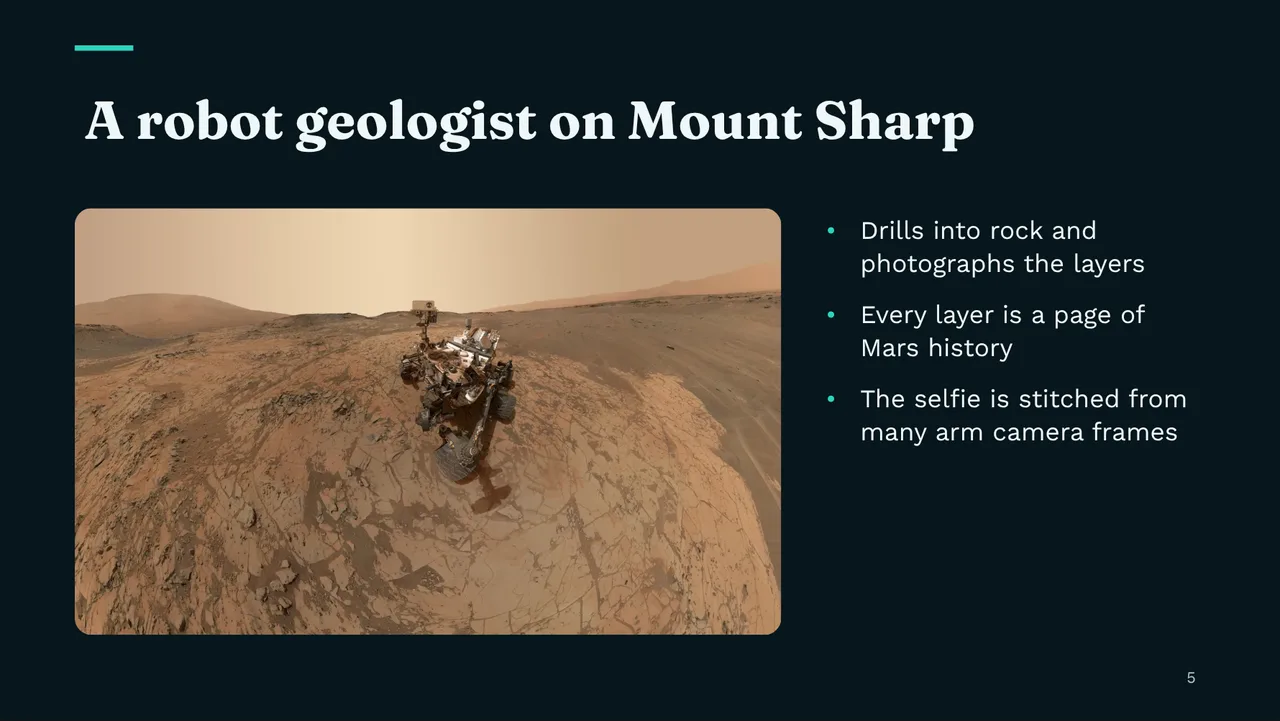 A robot geologist on Mount Sharp
Drills into rock and
photographs the layers
Every layer is a page of
Mars history
The selfie is stitched from
many arm camera frames
5